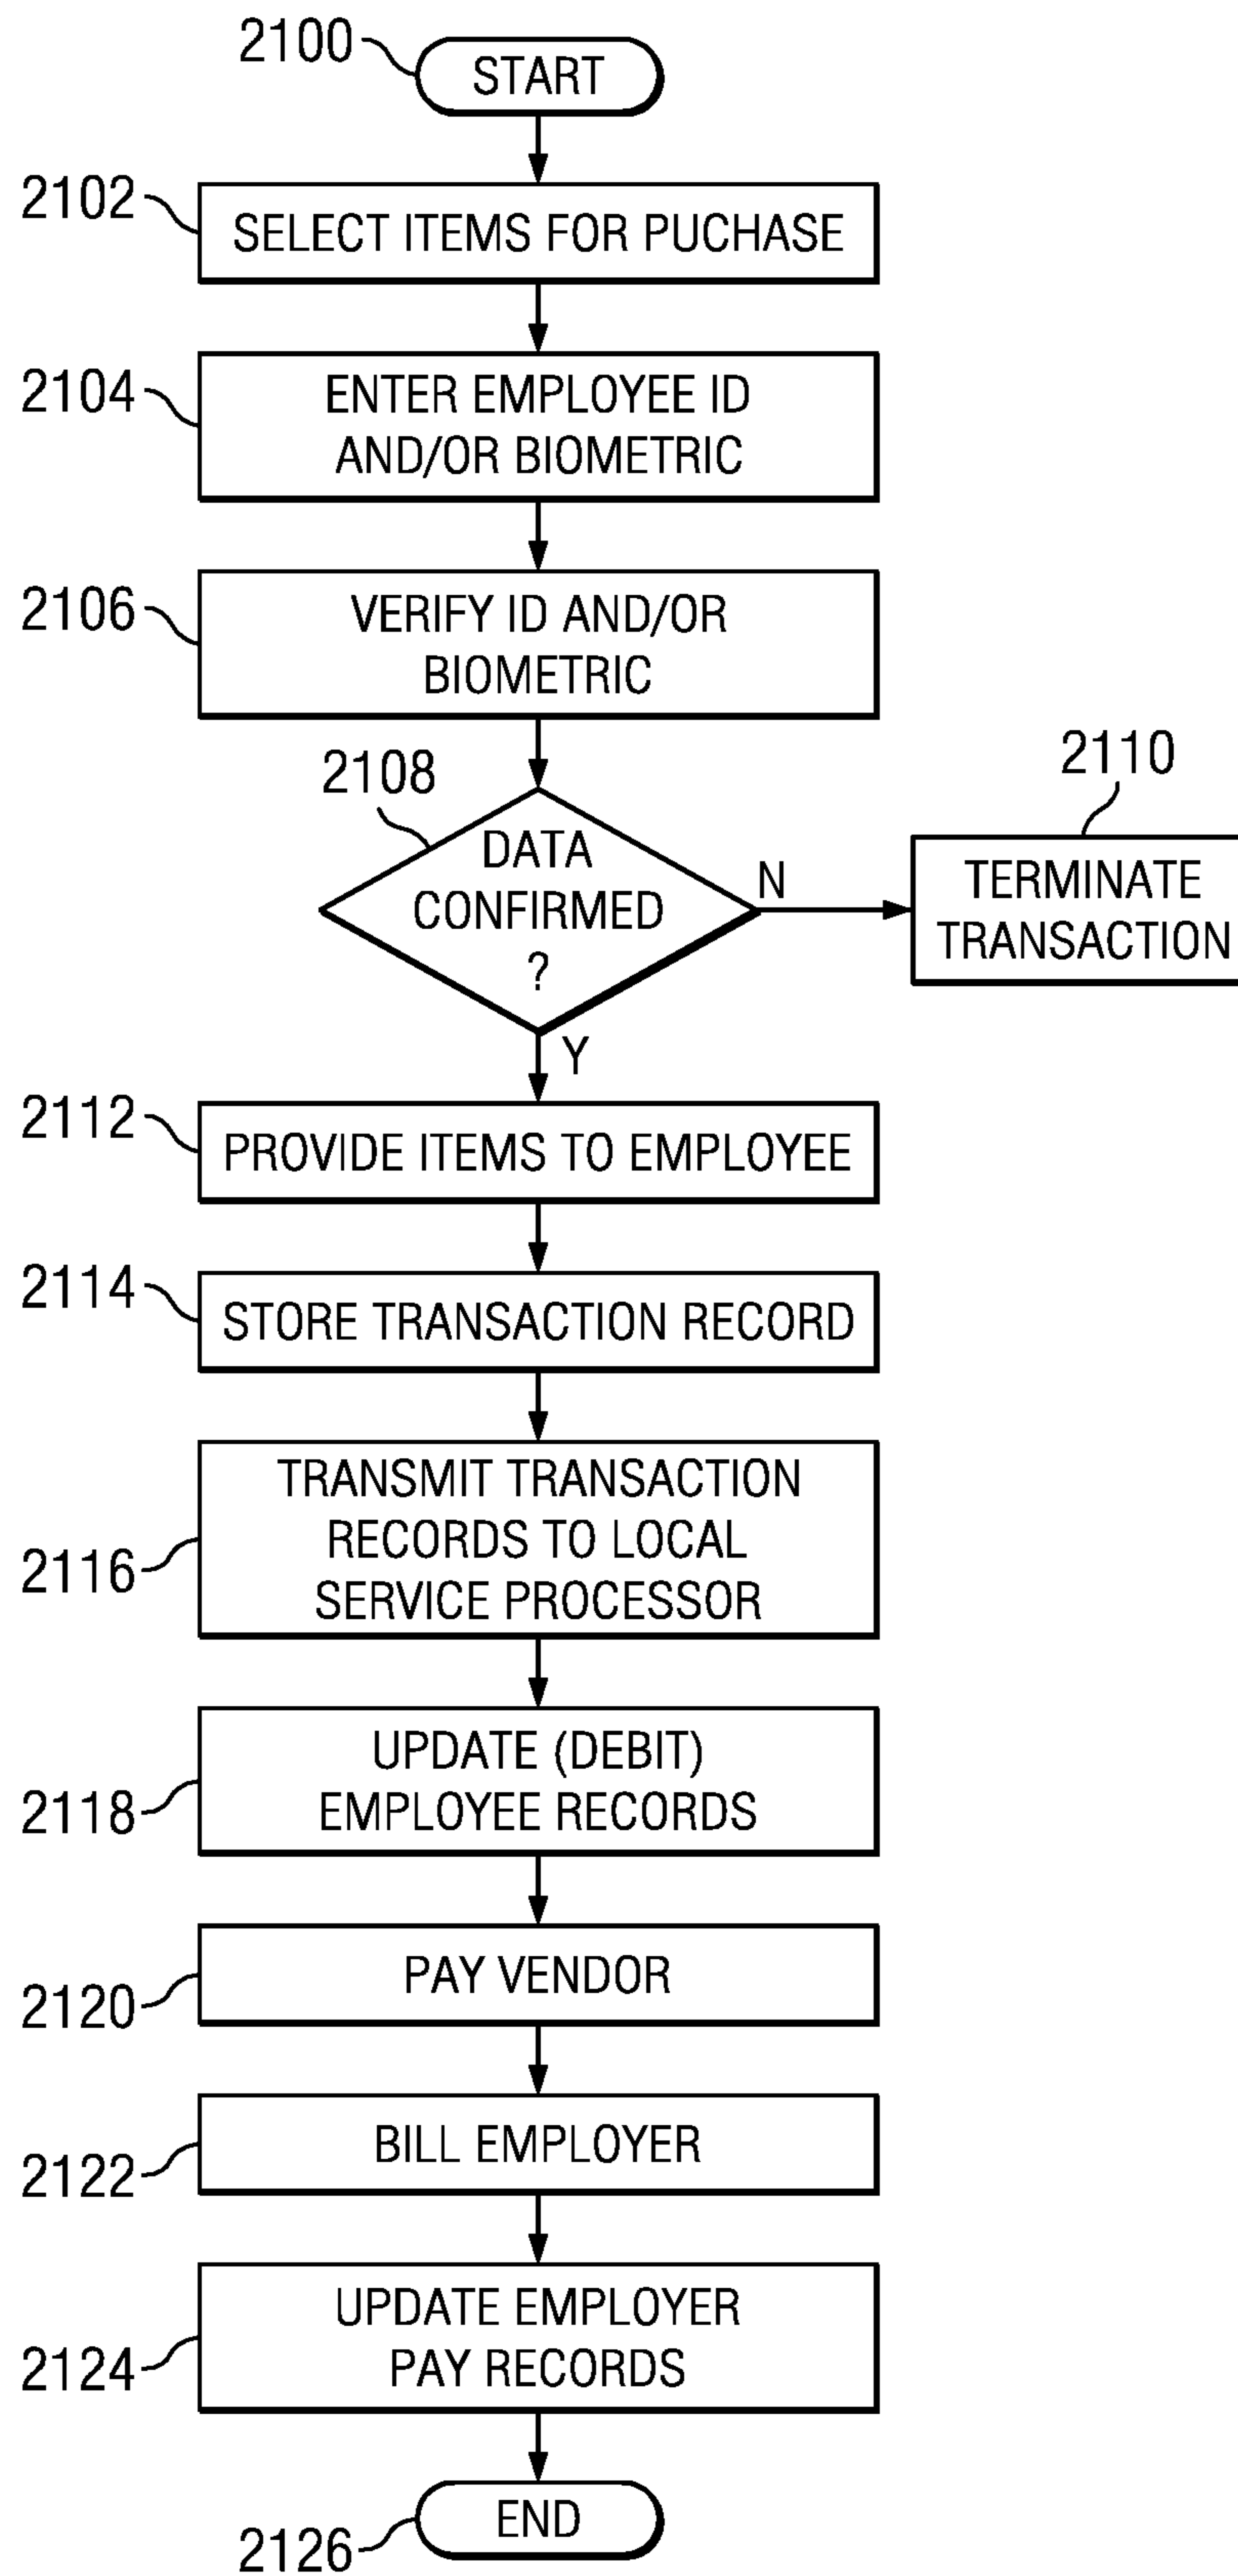 2100
START
2102
SELECT ITEMS FOR PUCHASE
2104
ENTER EMPLOYEE ID
AND/OR BIOMETRIC
2106
VERIFY ID AND/OR
BIOMETRIC
2108
DATA
CONFIRMED
?
N
2110
TERMINATE
TRANSACTION
Y
2112
PROVIDE ITEMS TO EMPLOYEE
2114
STORE TRANSACTION RECORD
2116
TRANSMIT TRANSACTION
RECORDS TO LOCAL
SERVICE PROCESSOR
2118
UPDATE (DEBIT)
EMPLOYEE RECORDS
2120
PAY VENDOR
2122
BILL EMPLOYER
2124
UPDATE EMPLOYER
PAY RECORDS
2126
END